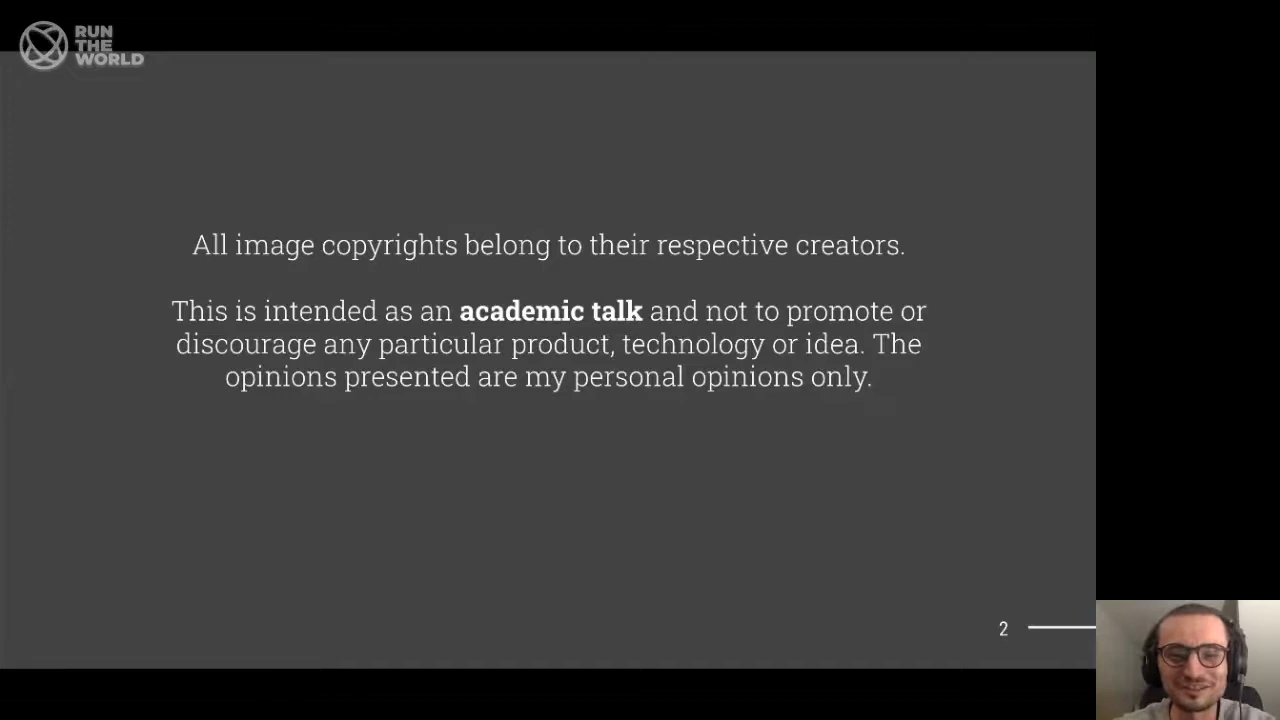 RUN
THE
WORLD
All image copyrights belong to their respective creators.
This is intended as an academic talk and not to promote or
discourage any particular product, technology or idea. The
opinions presented are my personal opinions only.
2